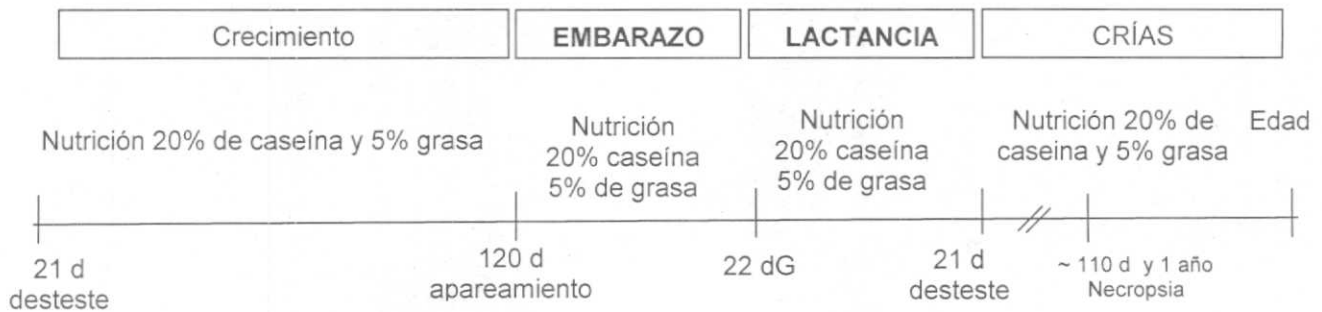 Crecimiento
EMBARAZO
LACTANCIA
CRÍAS
Nutrición 20% de caseína y 5% grasa
Nutrición
20% caseína
5% de grasa
Nutrición
20% caseína
5% de grasa
Nutrición 20% de
caseina y 5% grasa
Edad
21 d
desteste
120 d
apareamiento
22 dG
21 d
desteste
~ 110 d y 1 año
Necropsia